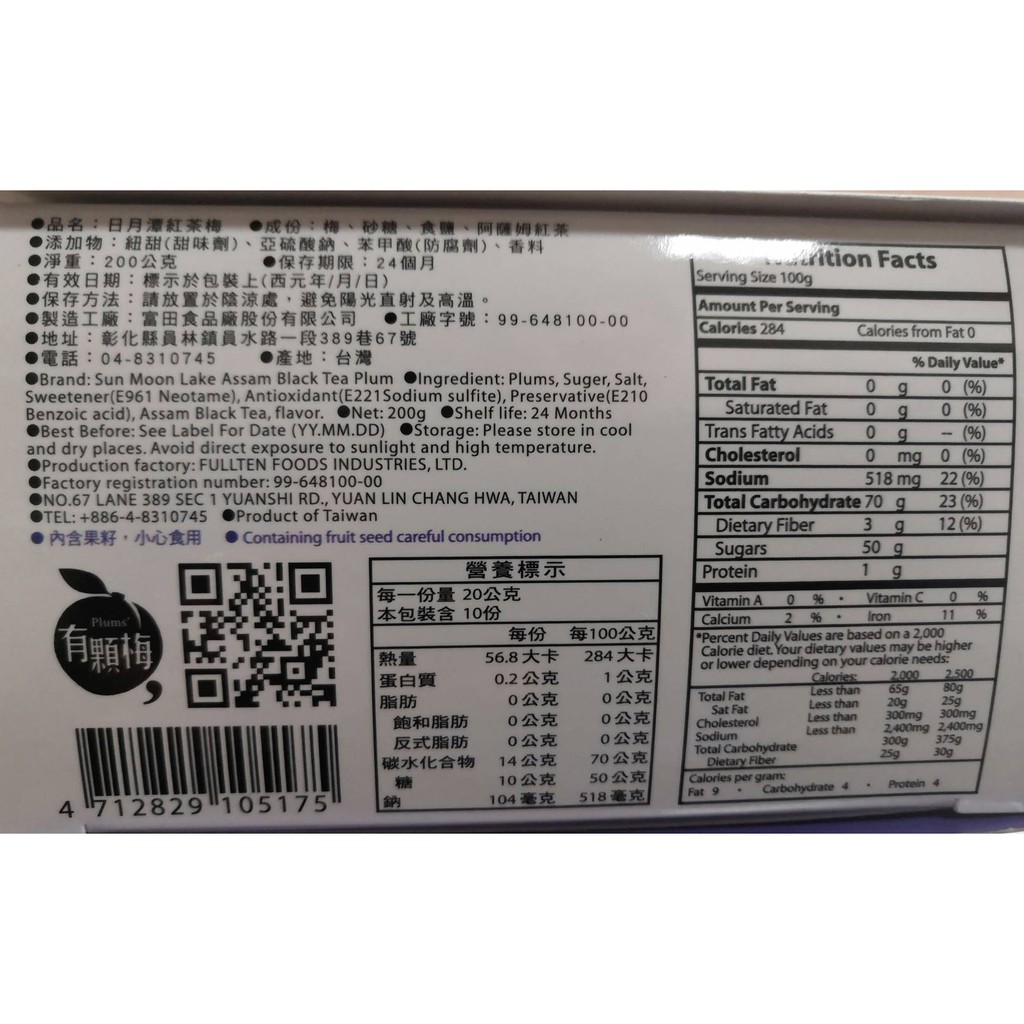 ●品名：日月潭紅茶梅 ●成份：梅、砂糖、食鹽、阿薩姆紅茶
●添加物：紐甜(甜味劑)、亞硫酸鈉、苯甲酸(防腐劑)、香料
●淨重：200公克 ●保存期限：24個月
●有效日期：標示於包裝上(西元年/月/日)
●保存方法：請放置於陰涼處，避免陽光直射及高溫。
●製造工廠：富田食品廠股份有限公司 ●工廠字號：99-648100-00
●地址：彰化縣員林鎮員水路一段389巷67號
●電話：04-8310745 ●產地：台灣
●Brand: Sun Moon Lake Assam Black Tea Plum ●Ingredient: Plums, Suger, Salt,
Sweetener(E961 Neotame), Antioxidant(E221Sodium sulfite), Preservative(E210
Benzoic acid), Assam Black Tea, flavor. ●Net: 200g ●Shelf life: 24 Months
●Best Before: See Label For Date (YY.MM.DD) ●Storage: Please store in cool
and dry places. Avoid direct exposure to sunlight and high temperature.
●Production factory: FULLTEN FOODS INDUSTRIES, LTD.
●Factory registration number: 99-648100-00
●NO.67 LANE 389 SEC 1 YUANSHI RD., YUAN LIN CHANG HWA, TAIWAN
●TEL: +886-4-8310745 ●Product of Taiwan
●內含果籽，小心食用 ●Containing fruit seed careful consumption
Plums'
有顆梅
4 712829 105175
營養標示
每一份量 20公克
本包裝含 10份
每份 每100公克
熱量 56.8 大卡 284 大卡
蛋白質 0.2 公克 1 公克
脂肪 0 公克 0 公克
飽和脂肪 0 公克 0 公克
反式脂肪 0 公克 0 公克
碳水化合物 14 公克 70 公克
糖 10 公克 50 公克
鈉 104 毫克 518 毫克
Facts
Serving Size 100g
Amount Per Serving
Calories 284 Calories from Fat 0
% Daily Value*
Total Fat 0 g 0 (%)
Saturated Fat 0 g 0 (%)
Trans Fatty Acids 0 g -- (%)
Cholesterol 0 mg 0 (%)
Sodium 518 mg 22 (%)
Total Carbohydrate 70 g 23 (%)
Dietary Fiber 3 g 12 (%)
Sugars 50 g
Protein 1 g
Vitamin A 0 % • Vitamin C 0 %
Calcium 2 % • Iron 11 %
*Percent Daily Values are based on a 2,000
Calorie diet. Your dietary values may be higher
or lower depending on your calorie needs:
Calories: 2,000 2,500
Total Fat Less than 65g 80g
Sat Fat Less than 20g 25g
Cholesterol Less than 300mg 300mg
Sodium Less than 2,400mg 2,400mg
Total Carbohydrate 300g 375g
Dietary Fiber 25g 30g
Calories per gram:
Fat 9 • Carbohydrate 4 • Protein 4